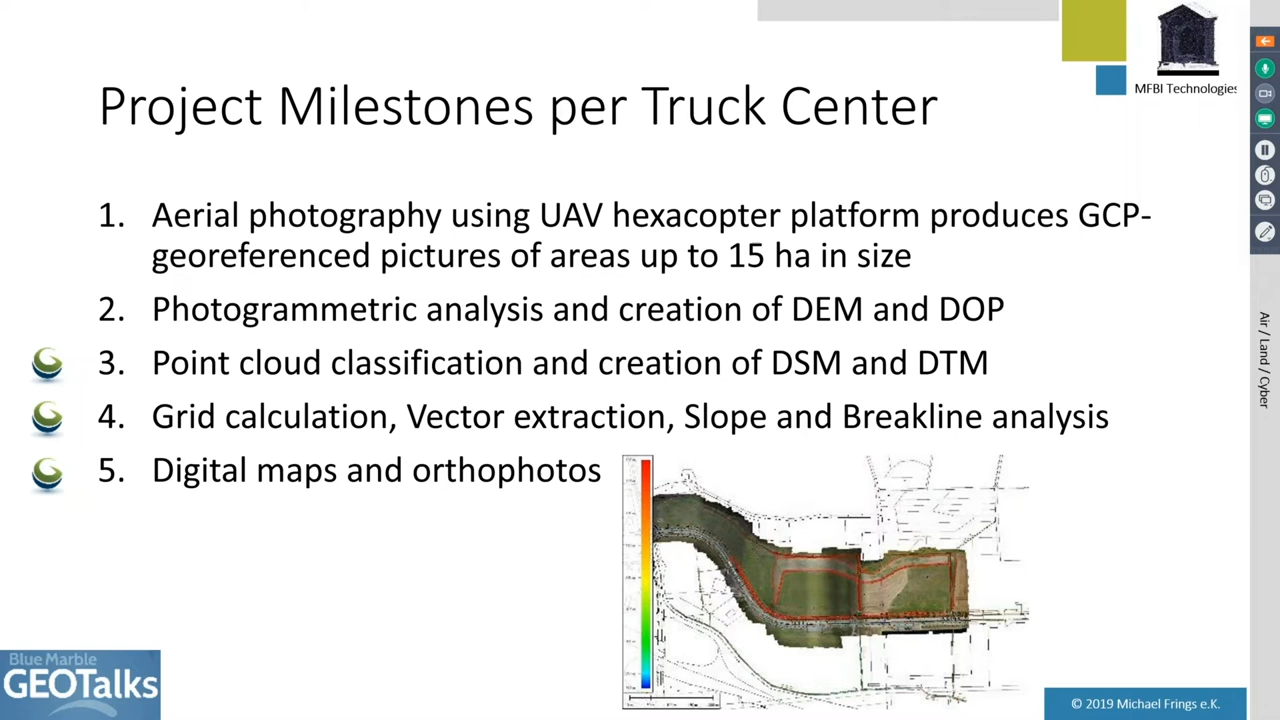 MFBI Technologies
Project Milestones per Truck Center
1. Aerial photography using UAV hexacopter platform produces GCP-
georeferenced pictures of areas up to 15 ha in size
2. Photogrammetric analysis and creation of DEM and DOP
3. Point cloud classification and creation of DSM and DTM
4. Grid calculation, Vector extraction, Slope and Breakline analysis
5. Digital maps and orthophotos
Air / Land / Cyber
Blue Marble
GEOTalks
© 2019 Michael Frings e.K.